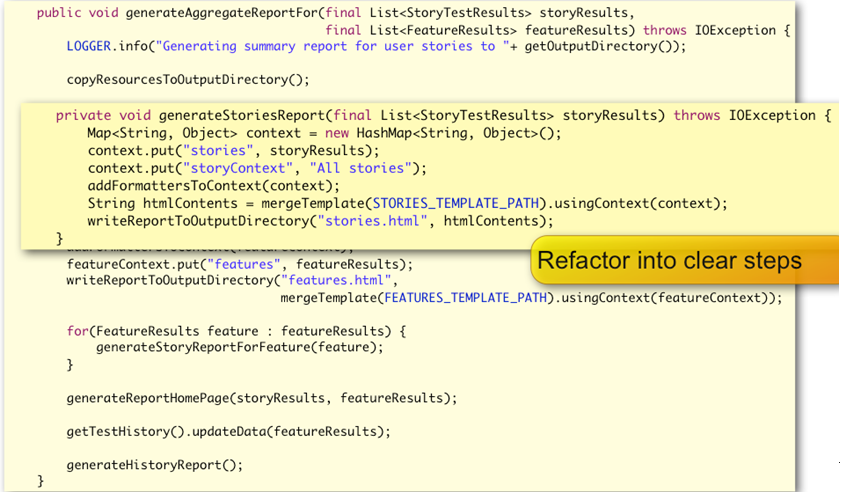 public void generateAggregateReportFor(final List<StoryTestResults> storyResults,
final List<FeatureResults> featureResults) throws IOException {
LOGGER.info("Generating summary report for user stories to "+ getOutputDirectory());
copyResourcesToOutputDirectory();
private void generateStoriesReport(final List<StoryTestResults> storyResults) throws IOException {
Map<String, Object> context = new HashMap<String, Object>();
context.put("stories", storyResults);
context.put("storyContext", "All stories");
addFormattersToContext(context);
String htmlContents = mergeTemplate(STORIES_TEMPLATE_PATH).usingContext(context);
writeReportToOutputDirectory("stories.html", htmlContents);
}
Refactor into clear steps
featureContext.put("features", featureResults);
writeReportToOutputDirectory("features.html",
mergeTemplate(FEATURES_TEMPLATE_PATH).usingContext(featureContext));
for(FeatureResults feature : featureResults) {
generateStoryReportForFeature(feature);
}
generateReportHomePage(storyResults, featureResults);
getTestHistory().updateData(featureResults);
generateHistoryReport();
}